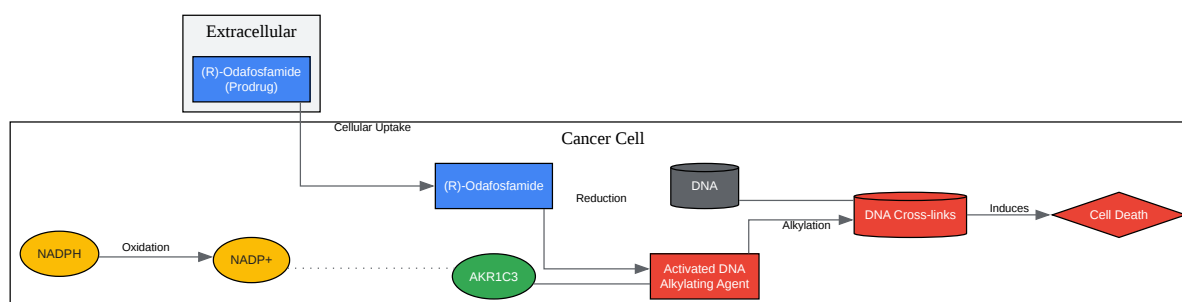 Extracellular
(R)-Odafosfamide
(Prodrug)
Cellular Uptake
Cancer Cell
(R)-Odafosfamide
Reduction
DNA
Alkylation
DNA Cross-links
Induces
Cell Death
NADPH
Oxidation
NADP+
AKR1C3
Activated DNA
Alkylating Agent